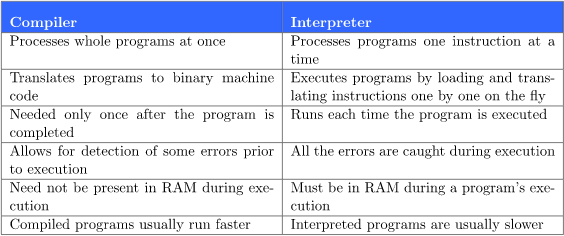 Compiler
Interpreter
Processes whole programs at once
Processes programs one instruction at a
time
Translates programs to binary machine
code
Executes programs by loading and trans-
lating instructions one by one on the fly
Needed only once after the program is
completed
Runs each time the program is executed
Allows for detection of some errors prior
to execution
All the errors are caught during execution
Need not be present in RAM during exe-
cution
Must be in RAM during a program's exe-
cution
Compiled programs usually run faster
Interpreted programs are usually slower